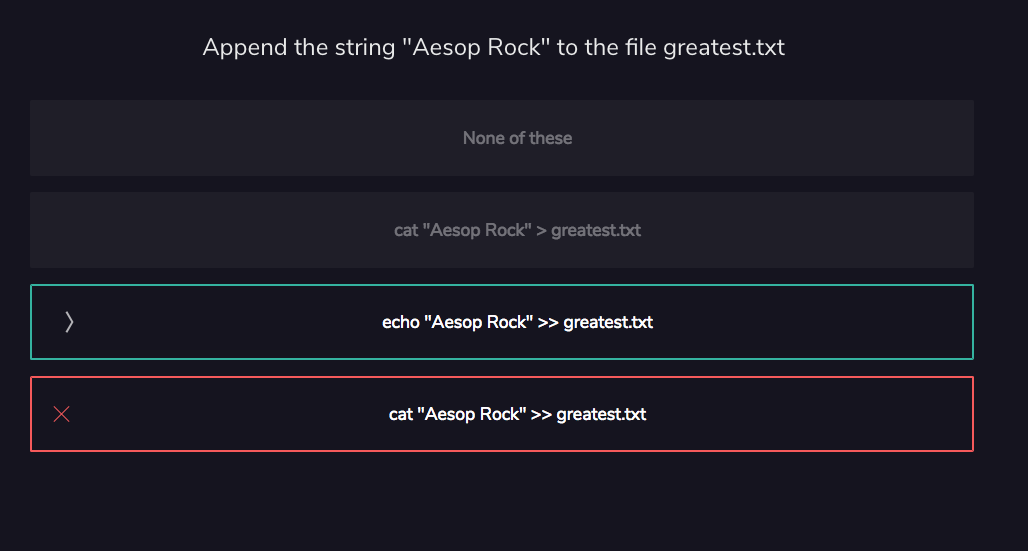 Append the string "Aesop Rock" to the file greatest.txt
None of these
cat "Aesop Rock" > greatest.txt
echo "Aesop Rock" >> greatest.txt
cat "Aesop Rock" >> greatest.txt